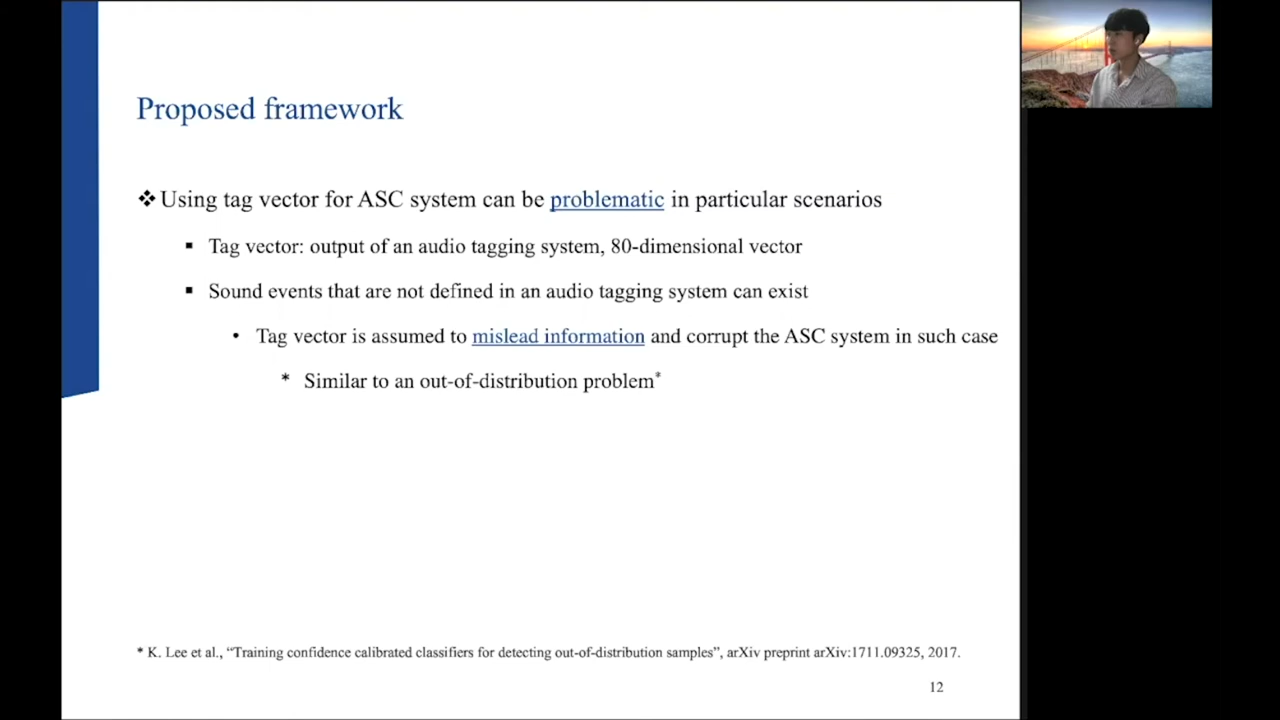 Proposed framework
❖ Using tag vector for ASC system can be problematic in particular scenarios
▪ Tag vector: output of an audio tagging system, 80-dimensional vector
▪ Sound events that are not defined in an audio tagging system can exist
• Tag vector is assumed to mislead information and corrupt the ASC system in such case
* Similar to an out-of-distribution problem*
* K. Lee et al., “Training confidence calibrated classifiers for detecting out-of-distribution samples”, arXiv preprint arXiv:1711.09325, 2017.
12